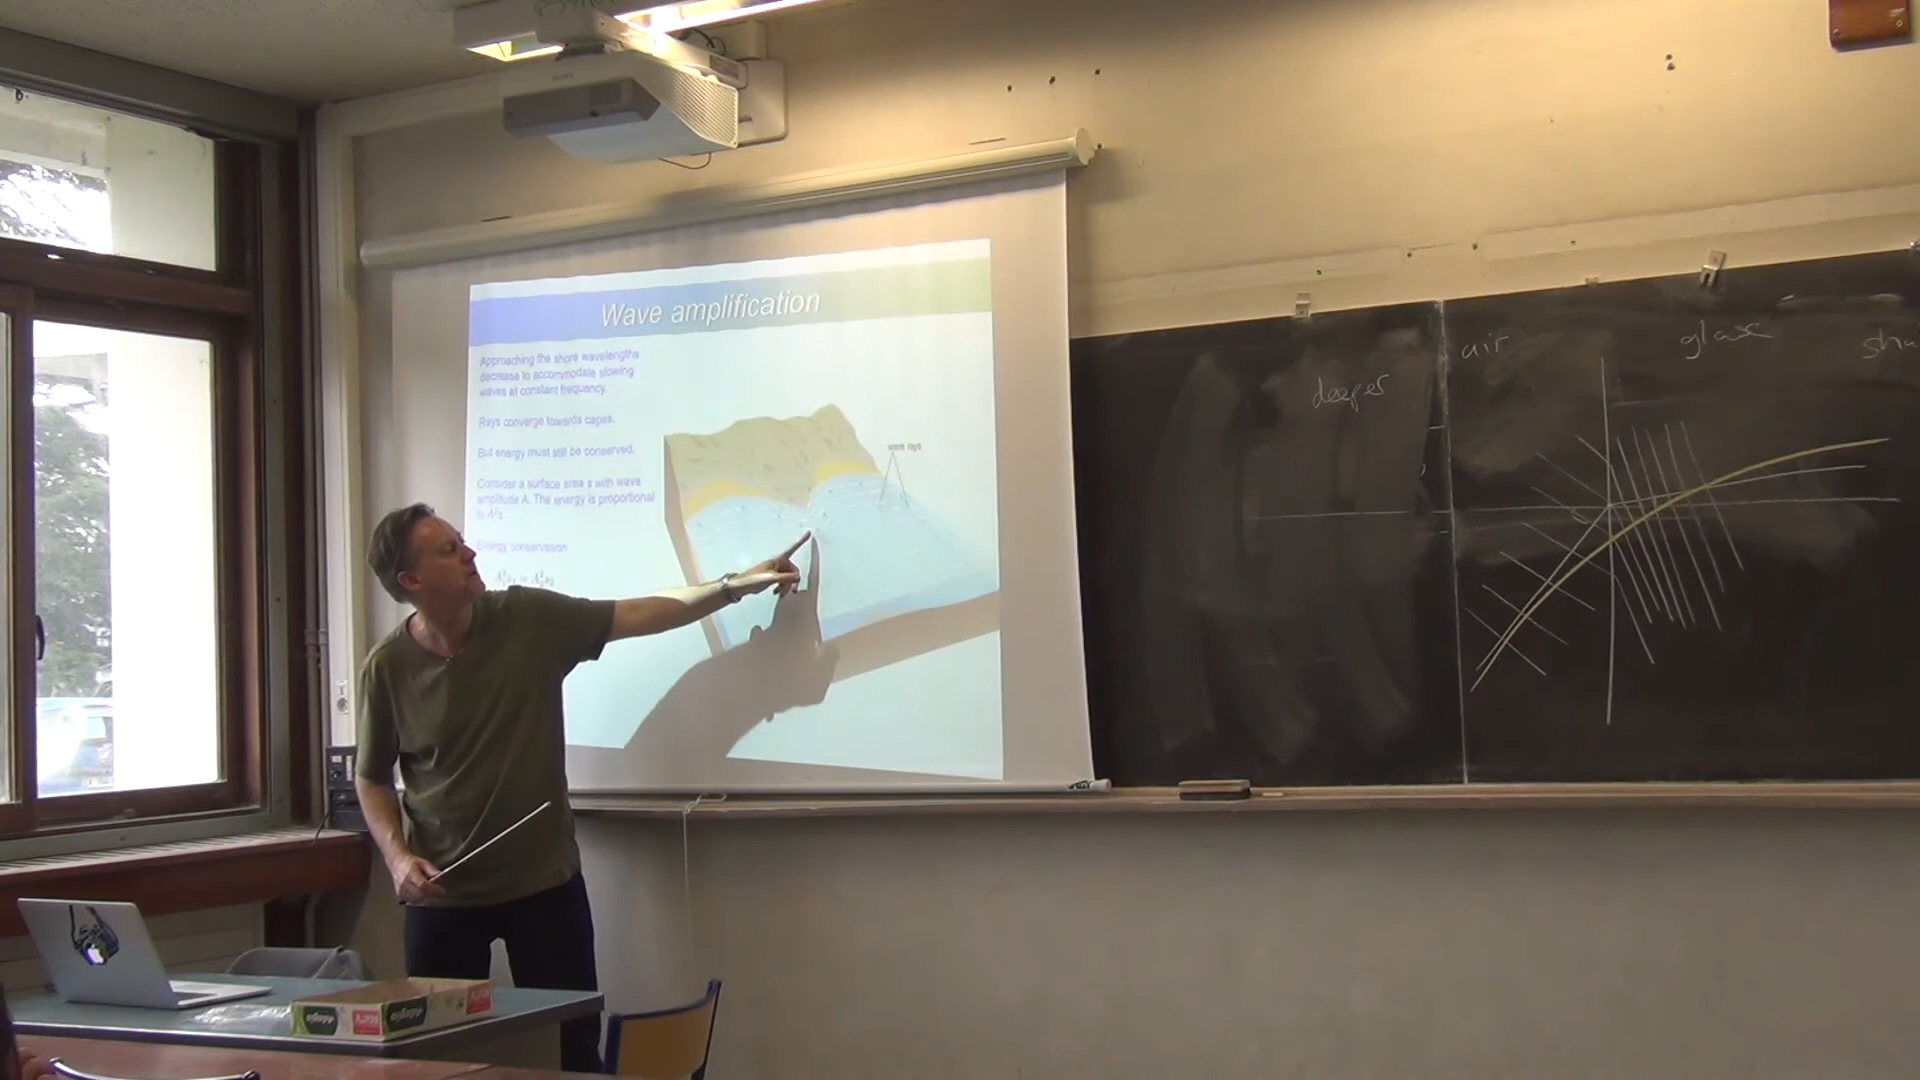 Wave amplification
Approaching the shore wavelengths
decrease to accommodate slowing
waves at constant frequency.
Rays converge towards capes.
But energy must still be conserved.
Consider a surface area s with wave
amplitude A. The energy is proportional
to A²s.
Energy conservation
A₁²s₁ = A₂²s₂
wave rays
deeper
air
glass